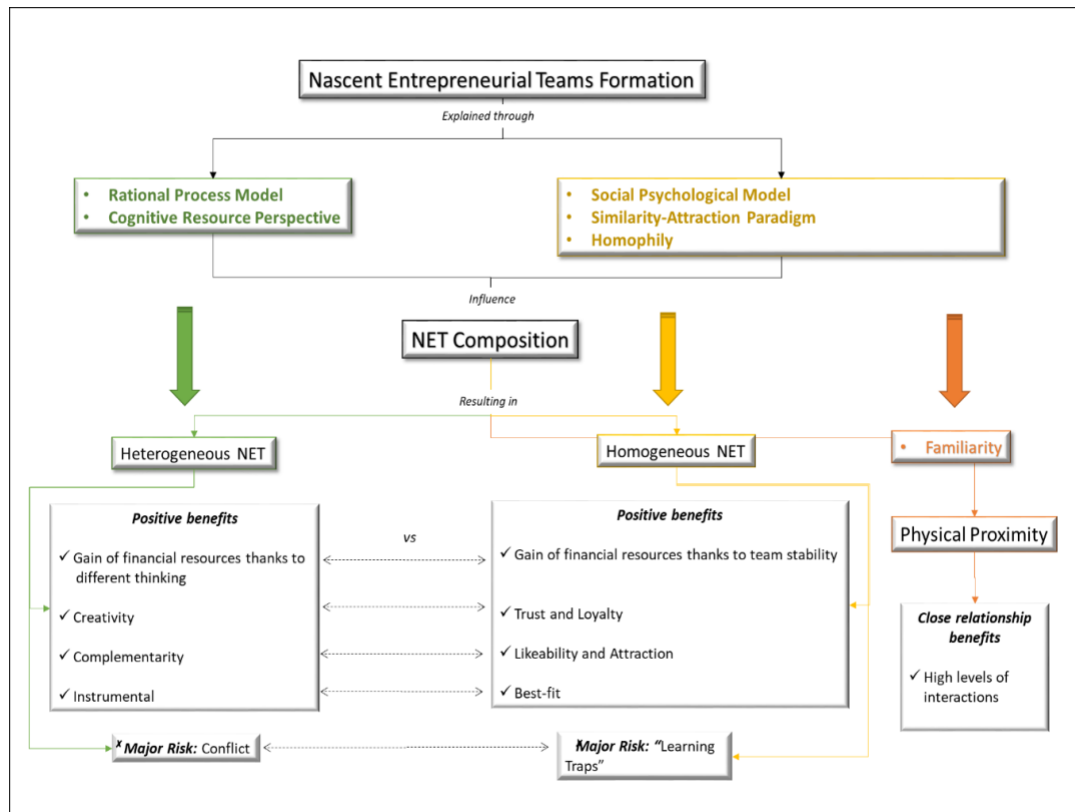 Nascent Entrepreneurial Teams Formation
Explained through
• Rational Process Model
• Cognitive Resource Perspective
• Social Psychological Model
• Similarity-Attraction Paradigm
• Homophily
Influence
NET Composition
Resulting in
Heterogeneous NET
Homogeneous NET
• Familiarity
Positive benefits
✓ Gain of financial resources thanks to
different thinking
✓ Creativity
✓ Complementarity
✓ Instrumental
vs
Positive benefits
✓ Gain of financial resources thanks to team stability
✓ Trust and Loyalty
✓ Likeability and Attraction
✓ Best-fit
Physical Proximity
Close relationship
benefits
✓ High levels of
interactions
x Major Risk: Conflict
x Major Risk: “Learning
Traps”